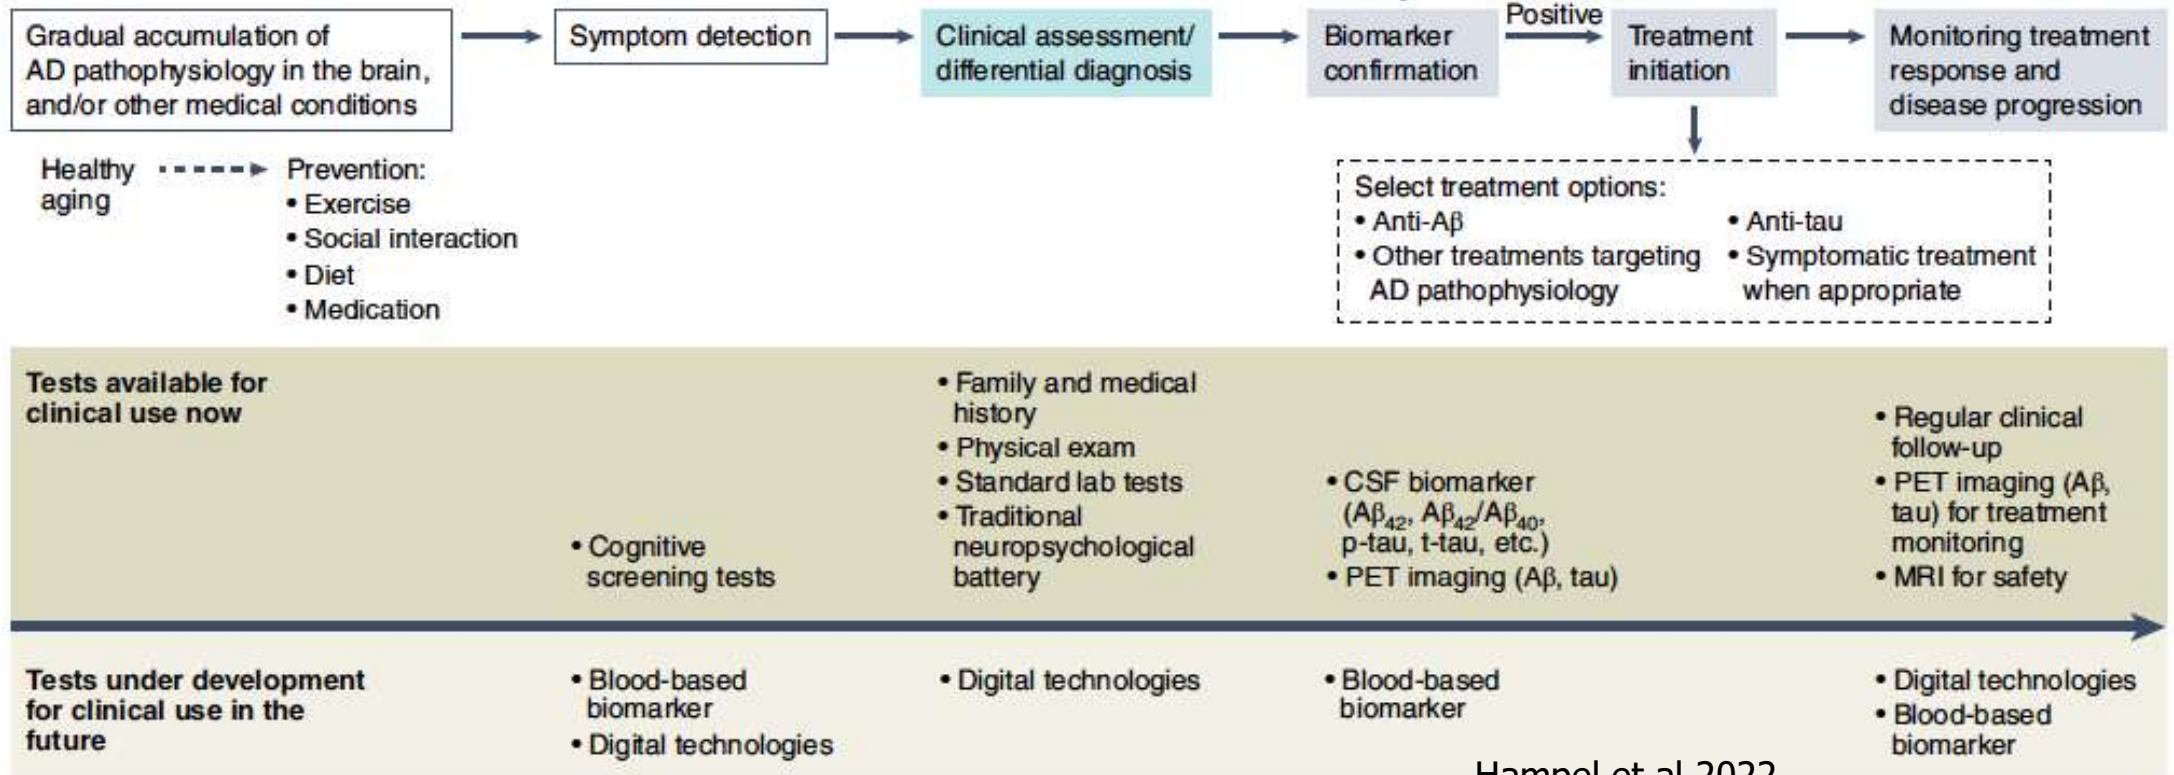 Gradual accumulation of
AD pathophysiology in the brain,
and/or other medical conditions
Symptom detection
Clinical assessment/
differential diagnosis
Biomarker
confirmation
Positive
Treatment
initiation
Monitoring treatment
response and
disease progression
Healthy
aging
Prevention:
• Exercise
• Social interaction
• Diet
• Medication
Select treatment options:
• Anti-Aβ
• Other treatments targeting
AD pathophysiology
• Anti-tau
• Symptomatic treatment
when appropriate
Tests available for
clinical use now
• Cognitive
screening tests
• Family and medical
history
• Physical exam
• Standard lab tests
• Traditional
neuropsychological
battery
• CSF biomarker
(Aβ₄₂, Aβ₄₂/Aβ₄₀,
p-tau, t-tau, etc.)
• PET imaging (Aβ, tau)
• Regular clinical
follow-up
• PET imaging (Aβ,
tau) for treatment
monitoring
• MRI for safety
Tests under development
for clinical use in the
future
• Blood-based
biomarker
• Digital technologies
• Digital technologies
• Blood-based
biomarker
• Digital technologies
• Blood-based
biomarker
Hampel et al 2022